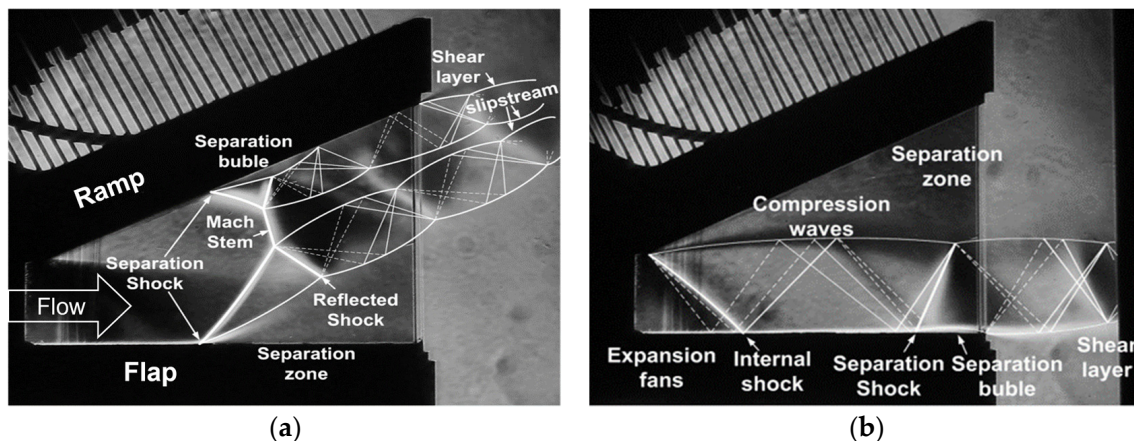 Shear
layer
slipstream
Separation
buble
Ramp
Mach
Stem
Separation
Shock
Flow
Reflected
Shock
Separation
zone
Flap
(a)
Separation
zone
Compression
waves
Expansion
fans
Internal
shock
Separation
Shock
Separation
buble
Shear
layer
(b)